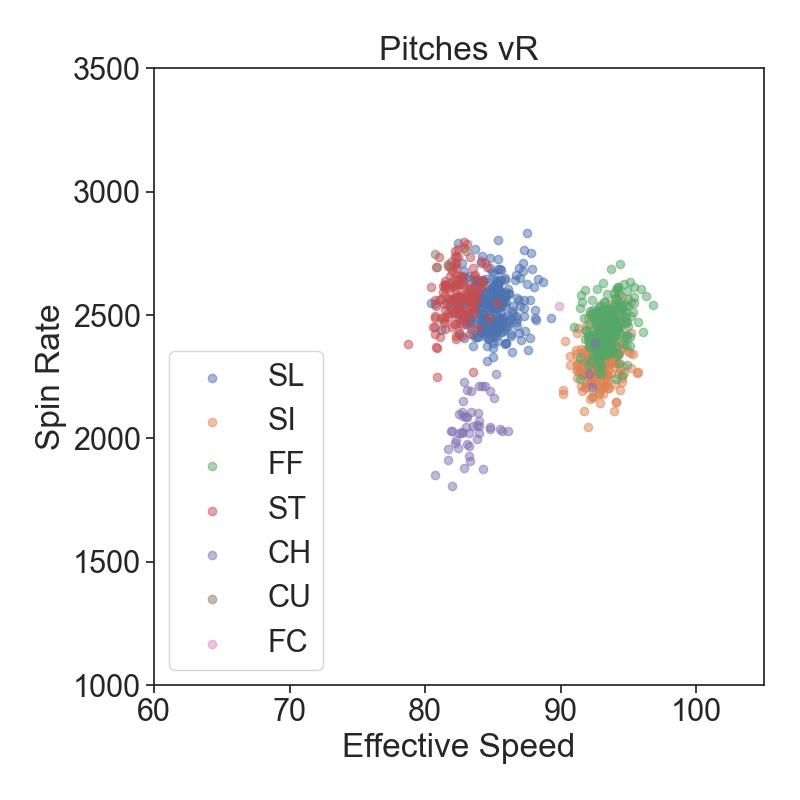 Pitches vR
3500
3000
2500
2000
1500
1000
Spin Rate
SL
SI
FF
ST
CH
CU
FC
60 70 80 90 100
Effective Speed